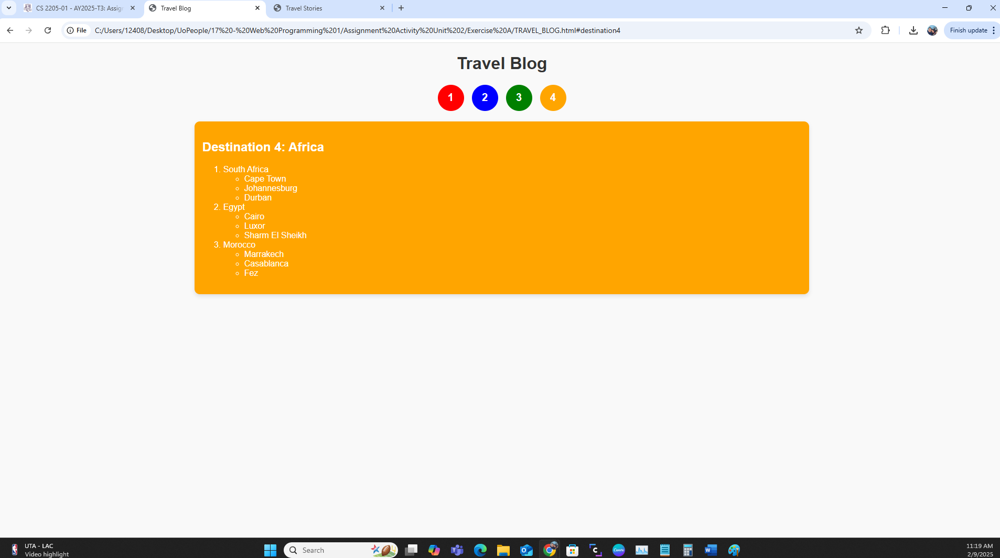 CS 2205-01 - AY2025-T3: Assig
Travel Blog
Travel Stories
File
C:/Users/12408/Desktop/UoPeople/17%20-%20Web%20Programming%201/Assignment%20Activity%20Unit%202/Exercise%20A/TRAVEL_BLOG.html#destination4
Finish update
Travel Blog
1 2 3 4
Destination 4: Africa
1. South Africa
Cape Town
Johannesburg
Durban
2. Egypt
Cairo
Luxor
Sharm El Sheikh
3. Morocco
Marrakech
Casablanca
Fez
UTA - LAC
Video highlight
Search
Canva
11:19 AM
2/9/2025